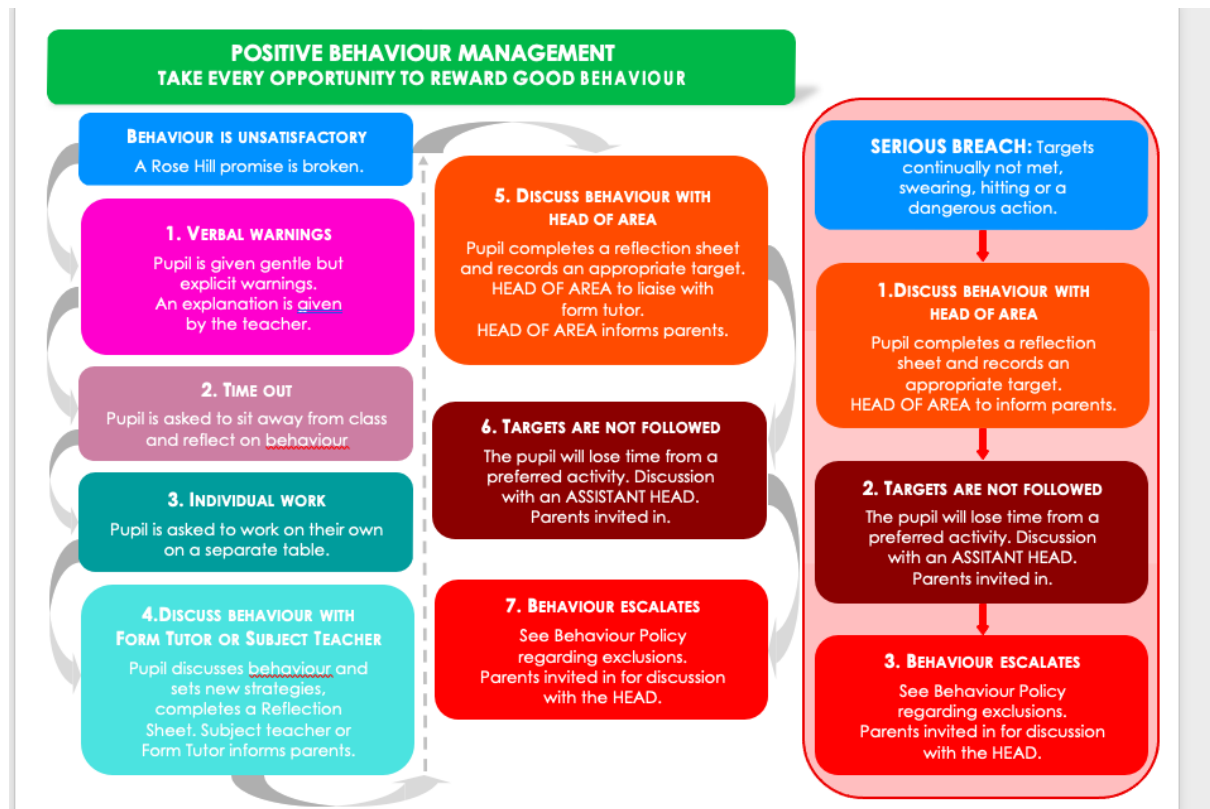 POSITIVE BEHAVIOUR MANAGEMENT
TAKE EVERY OPPORTUNITY TO REWARD GOOD BEHAVIOUR
BEHAVIOUR IS UNSATISFACTORY
A Rose Hill promise is broken.
1. VERBAL WARNINGS
Pupil is given gentle but
explicit warnings.
An explanation is given
by the teacher.
2. TIME OUT
Pupil is asked to sit away from class
and reflect on behaviour
3. INDIVIDUAL WORK
Pupil is asked to work on their own
on a separate table.
4.DISCUSS BEHAVIOUR WITH
FORM TUTOR OR SUBJECT TEACHER
Pupil discusses behaviour and
sets new strategies,
completes a Reflection
Sheet. Subject teacher or
Form Tutor informs parents.
5. DISCUSS BEHAVIOUR WITH
HEAD OF AREA
Pupil completes a reflection sheet
and records an appropriate target.
HEAD OF AREA to liaise with
form tutor.
HEAD OF AREA informs parents.
6. TARGETS ARE NOT FOLLOWED
The pupil will lose time from a
preferred activity. Discussion
with an ASSISTANT HEAD.
Parents invited in.
7. BEHAVIOUR ESCALATES
See Behaviour Policy
regarding exclusions.
Parents invited in for discussion
with the HEAD.
SERIOUS BREACH: Targets
continually not met,
swearing, hitting or a
dangerous action.
1.DISCUSS BEHAVIOUR WITH
HEAD OF AREA
Pupil completes a reflection
sheet and records an
appropriate target.
HEAD OF AREA to inform parents.
2. TARGETS ARE NOT FOLLOWED
The pupil will lose time from a
preferred activity. Discussion
with an ASSITANT HEAD.
Parents invited in.
3. BEHAVIOUR ESCALATES
See Behaviour Policy
regarding exclusions.
Parents invited in for discussion
with the HEAD.